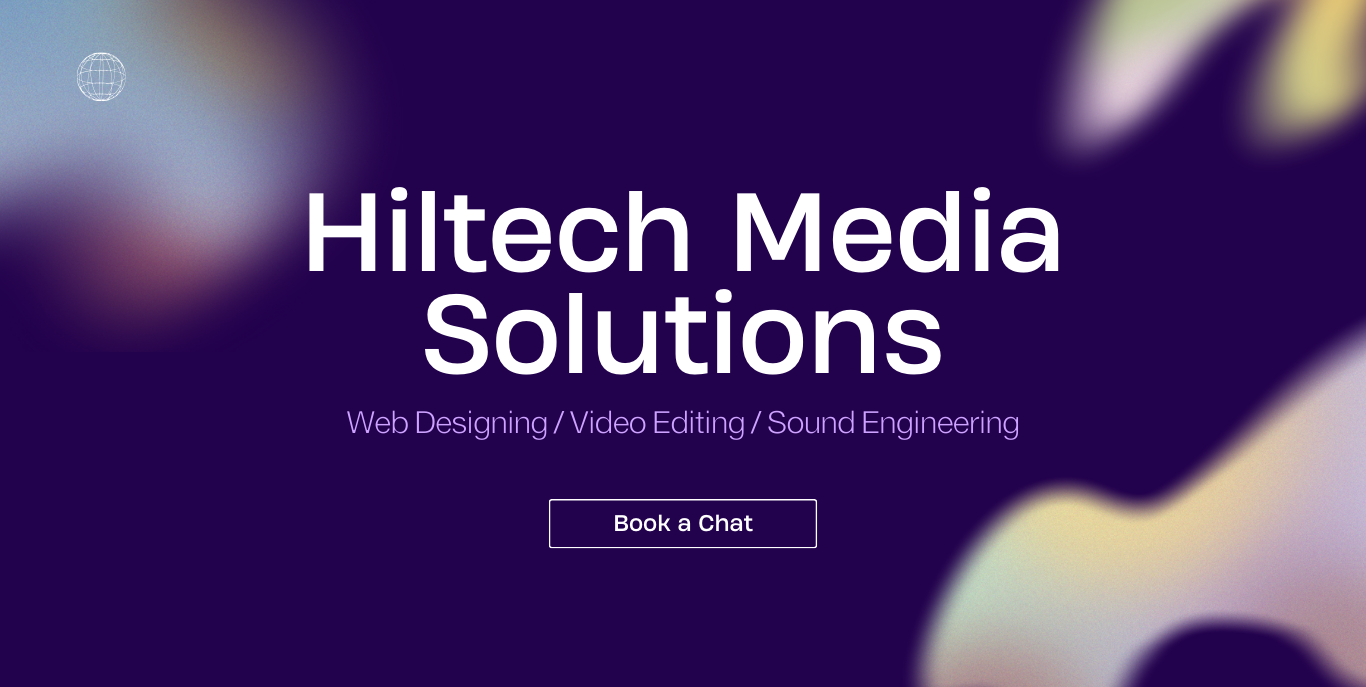 Hiltech Media
Solutions
Web Designing / Video Editing / Sound Engineering
Book a Chat